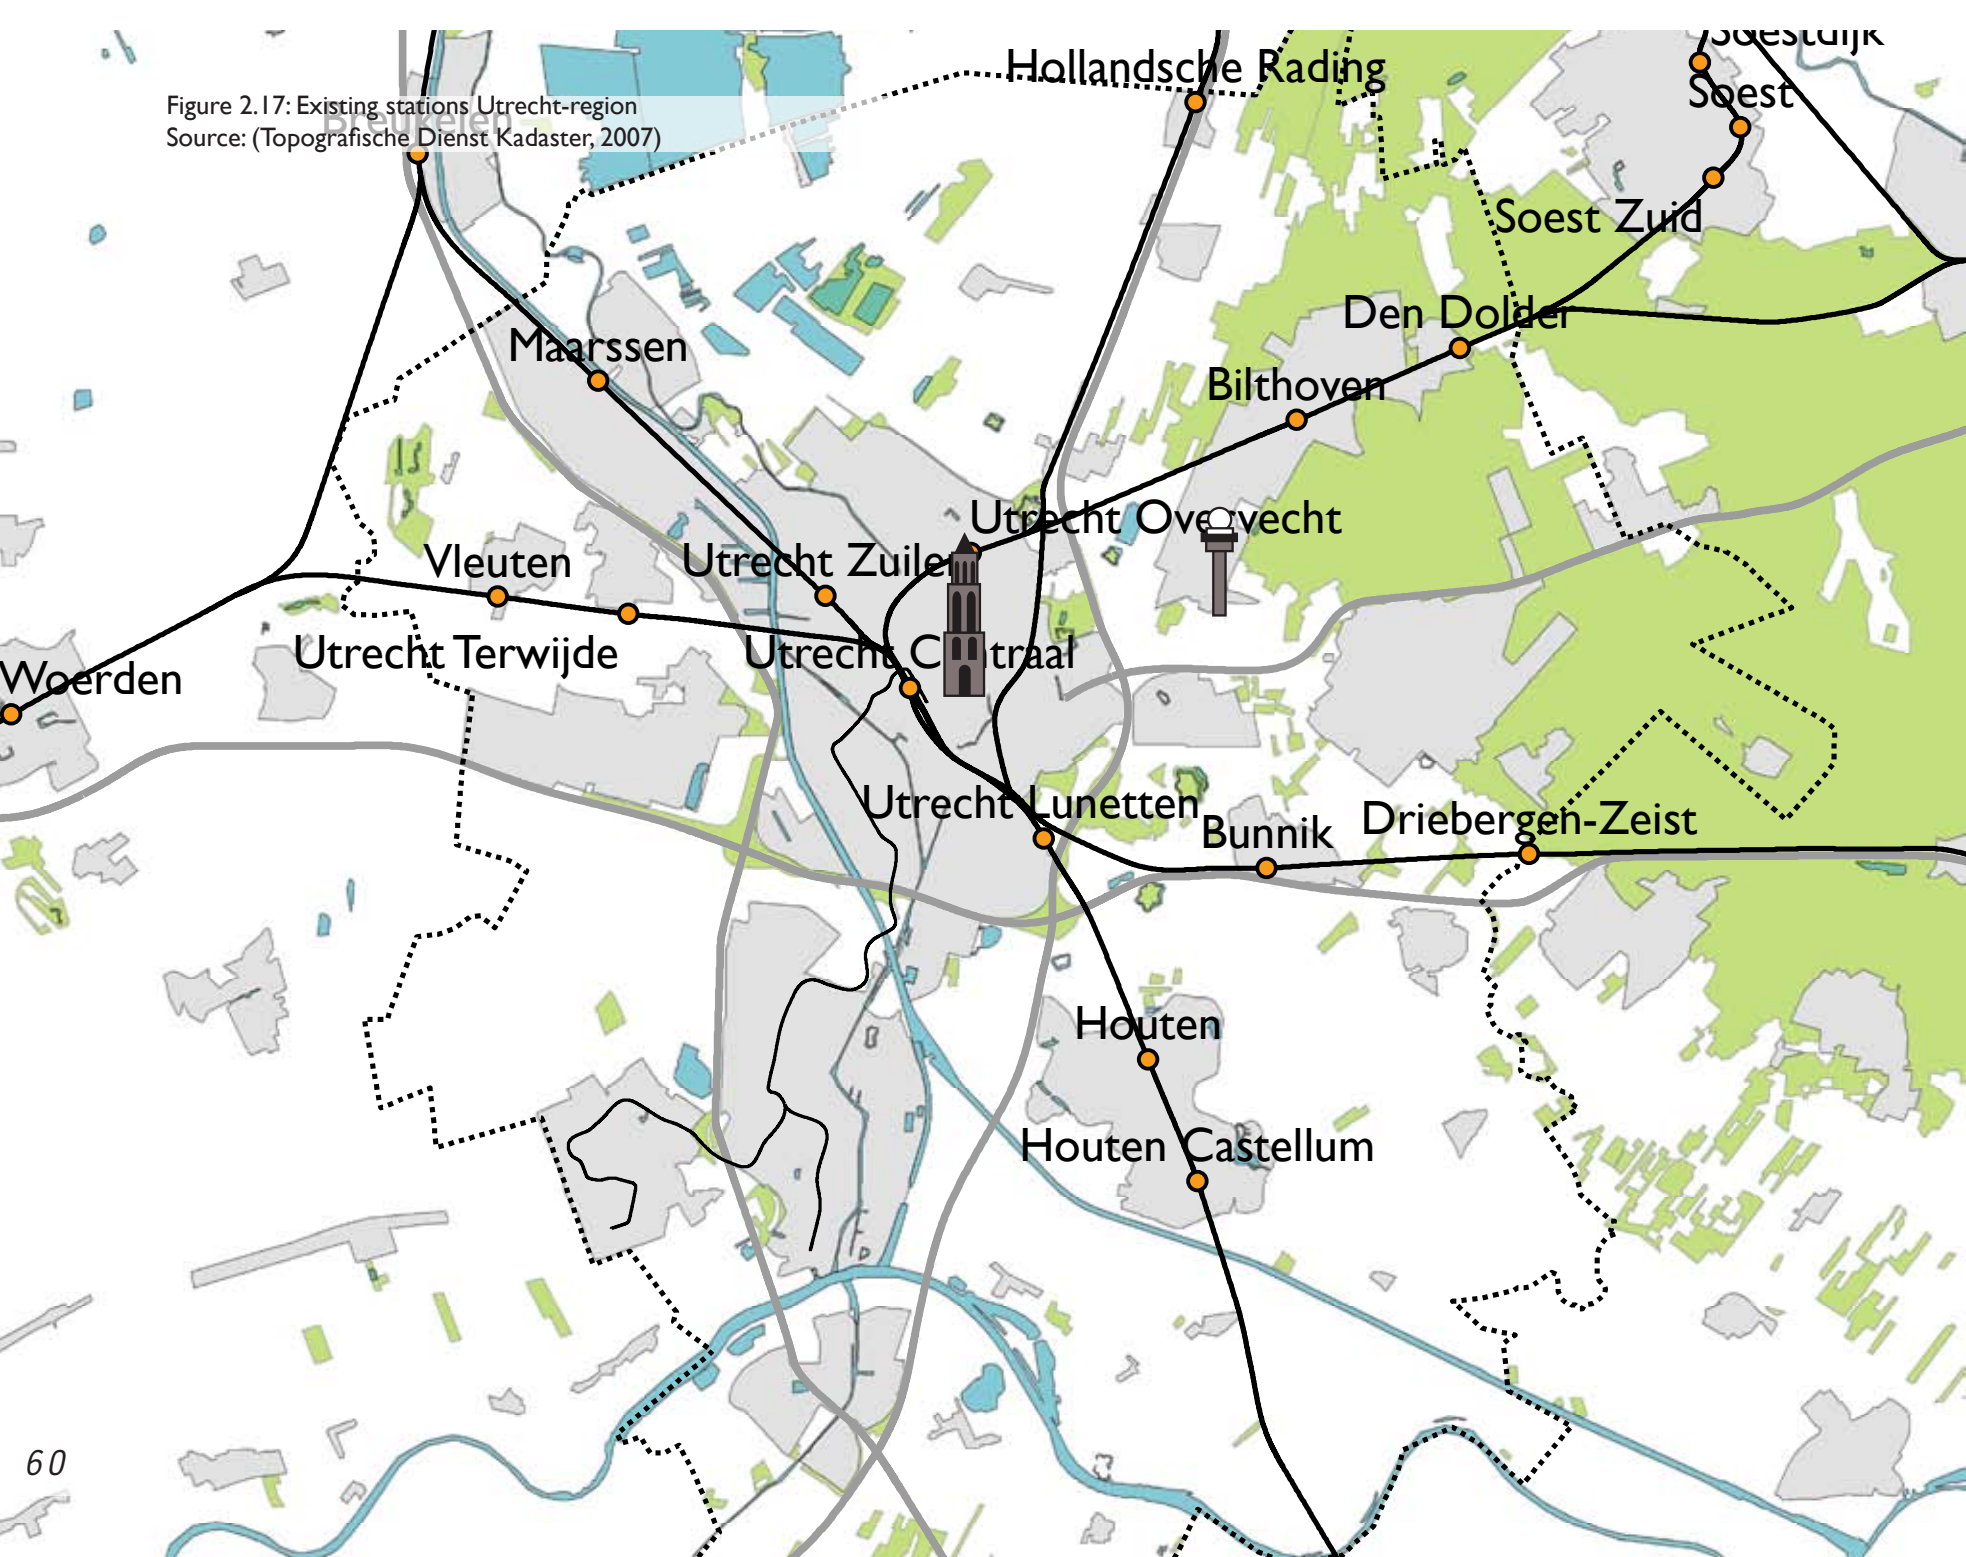 Soestdijk
Hollandsche Rading
Soest
Figure 2.17: Existing stations Utrecht-region
Breukelen
Source: (Topografische Dienst Kadaster, 2007)
Soest Zuid
Den Dolder
Maarssen
Bilthoven
Utrecht Overvecht
Vleuten
Utrecht Zuilen
Utrecht Terwijde
Utrecht Centraal
Woerden
Utrecht Lunetten
Bunnik
Driebergen-Zeist
Houten
Houten Castellum
60